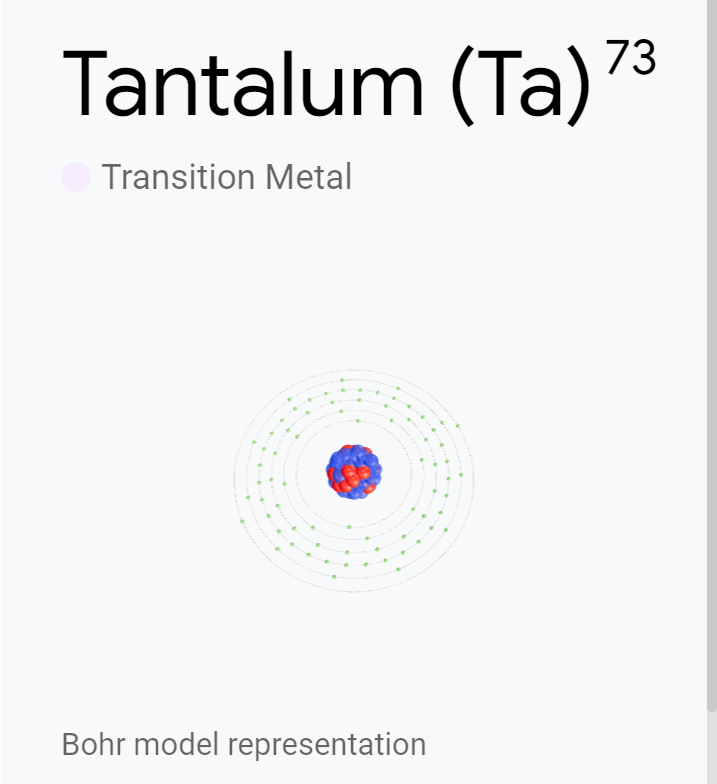 Tantalum (Ta) 73
Transition Metal
Bohr model representation